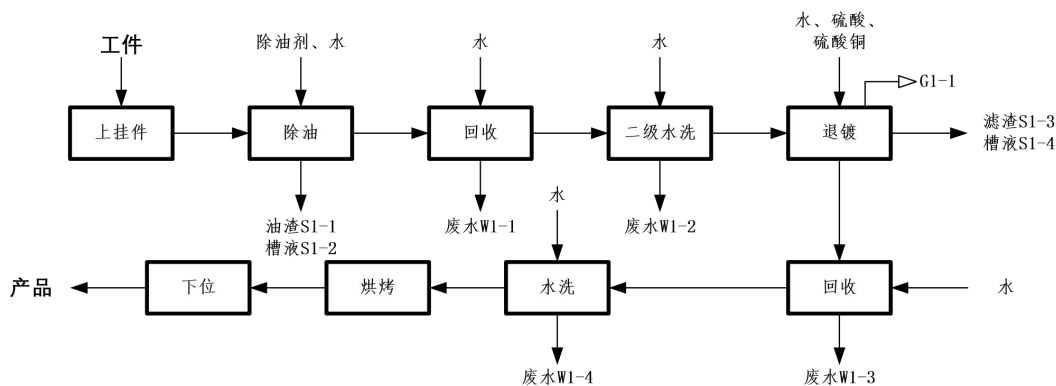 工件
除油剂、水
水
水
水、硫酸、
硫酸铜
G1-1
上挂件
除油
回收
二级水洗
退镀
滤渣S1-3
槽液S1-4
油渣S1-1
槽液S1-2
废水W1-1
水
废水W1-2
产品
下位
烘烤
水洗
回收
水
废水W1-4
废水W1-3